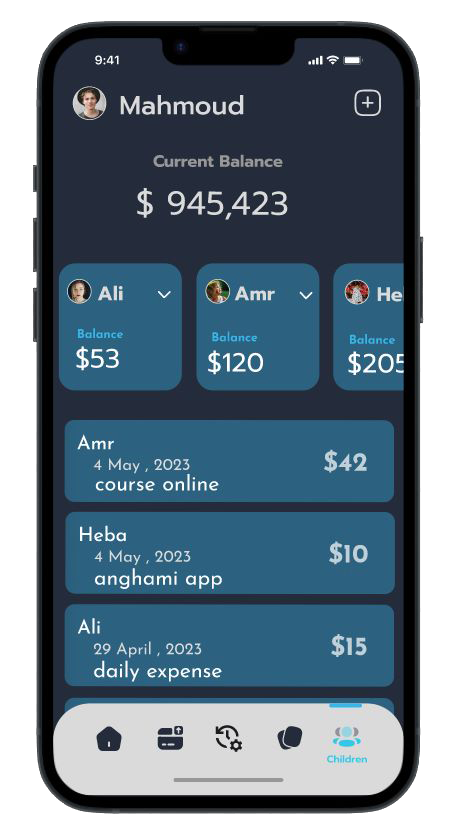 9:41
Mahmoud
Current Balance
$ 945,423
Ali
Amr
He
Balance
Balance
Balance
$53
$120
$205
Amr
4 May , 2023
$42
course online
Heba
4 May , 2023
$10
anghami app
Ali
29 April , 2023
$15
daily expense
Children